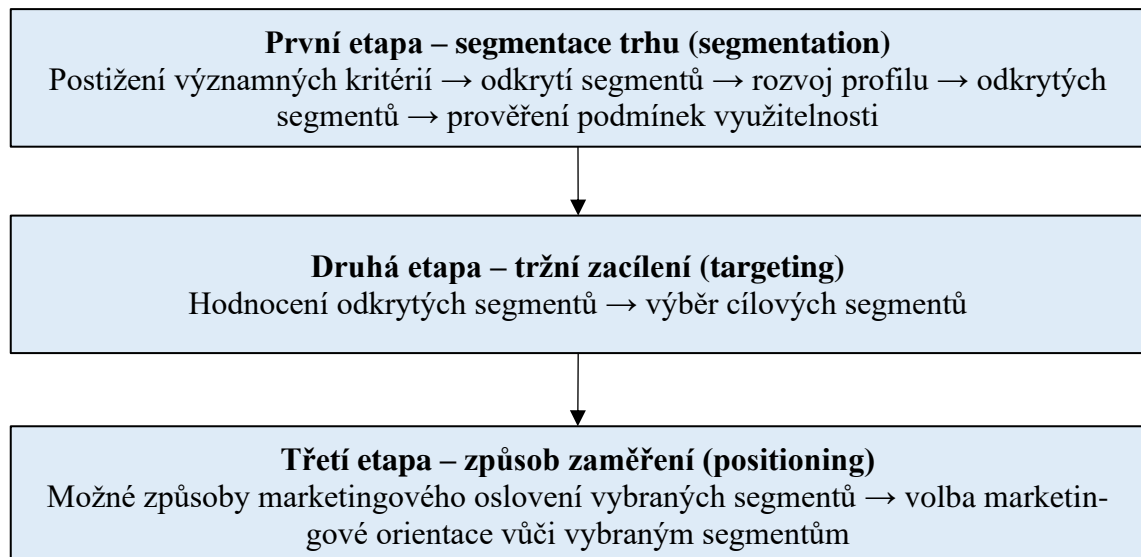 První etapa – segmentace trhu (segmentation)
Postižení významných kritérií → odkrytí segmentů → rozvoj profilu → odkrytých
segmentů → prověření podmínek využitelnosti
Druhá etapa – tržní zacílení (targeting)
Hodnocení odkrytých segmentů → výběr cílových segmentů
Třetí etapa – způsob zaměření (positioning)
Možné způsoby marketingového oslovení vybraných segmentů → volba marketin-
gové orientace vůči vybraným segmentům